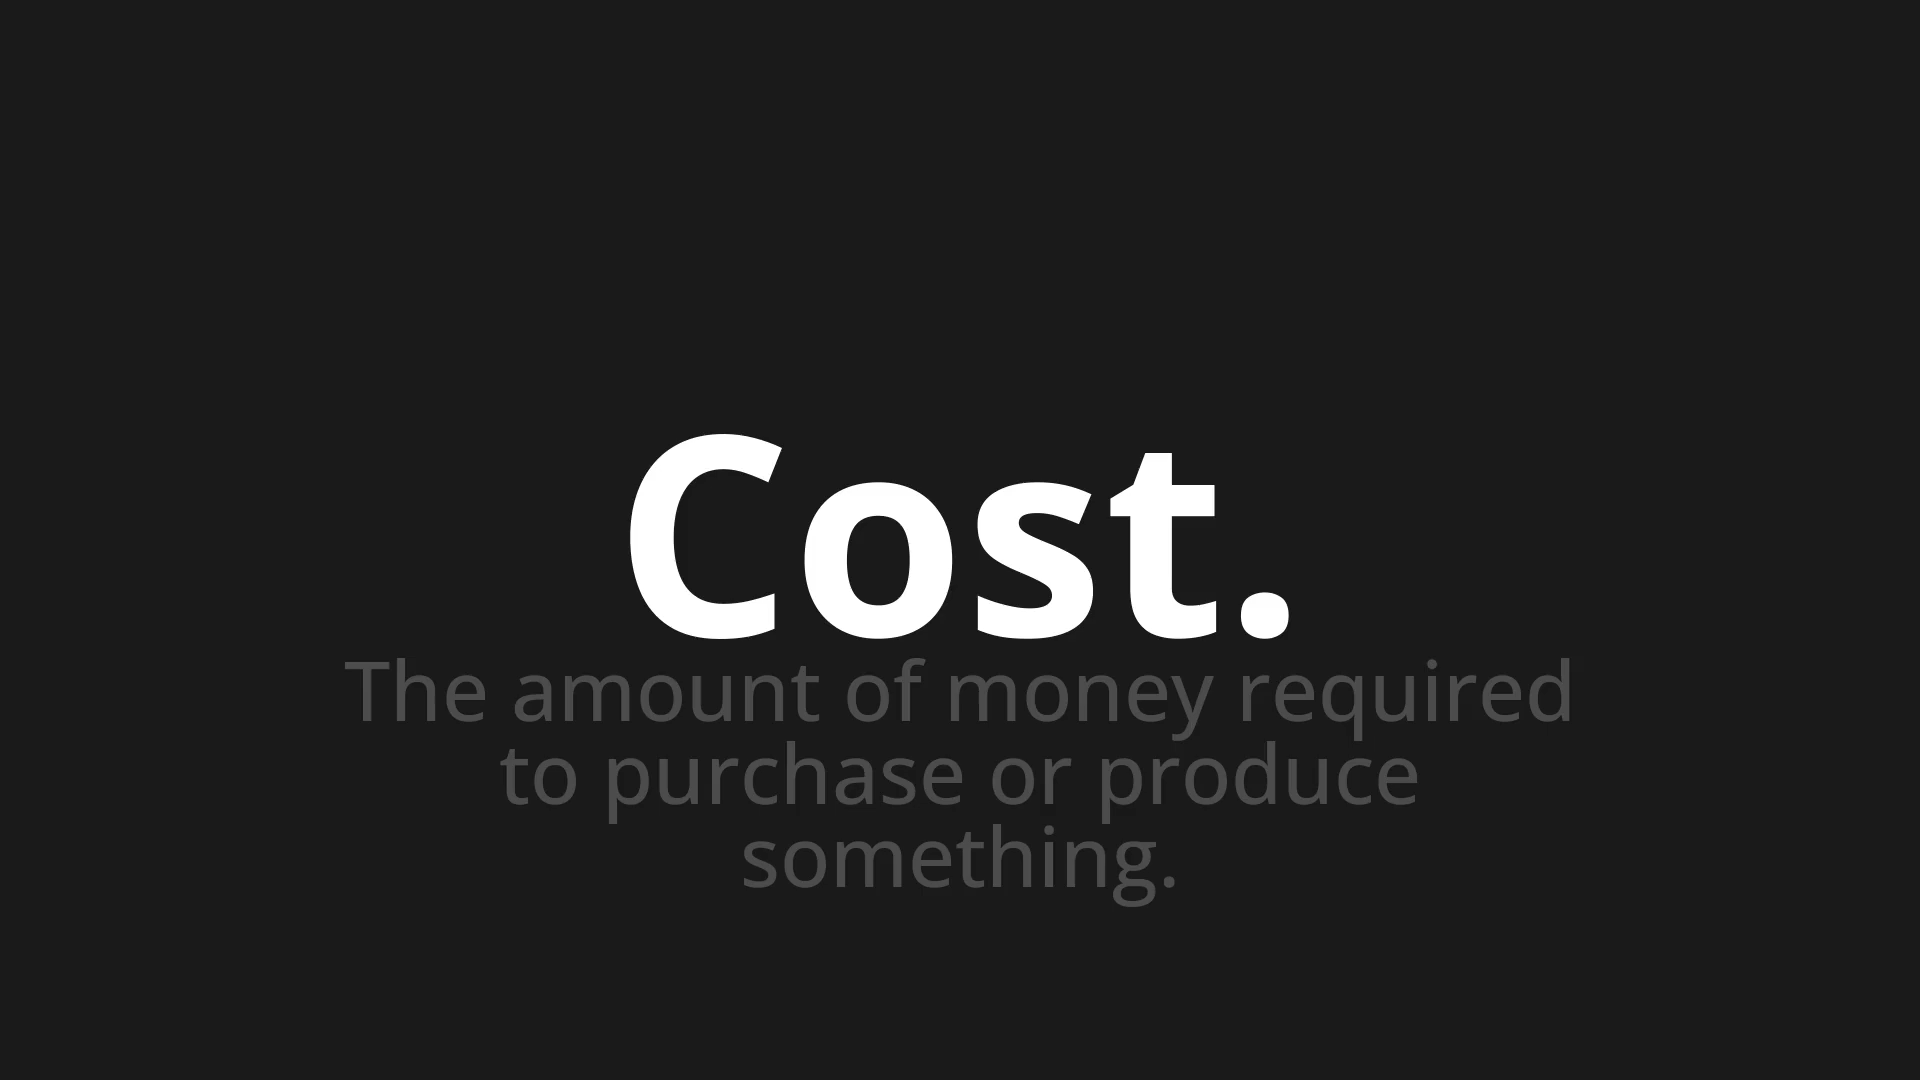 Cost.
The amount of money required
to purchase or produce
something.